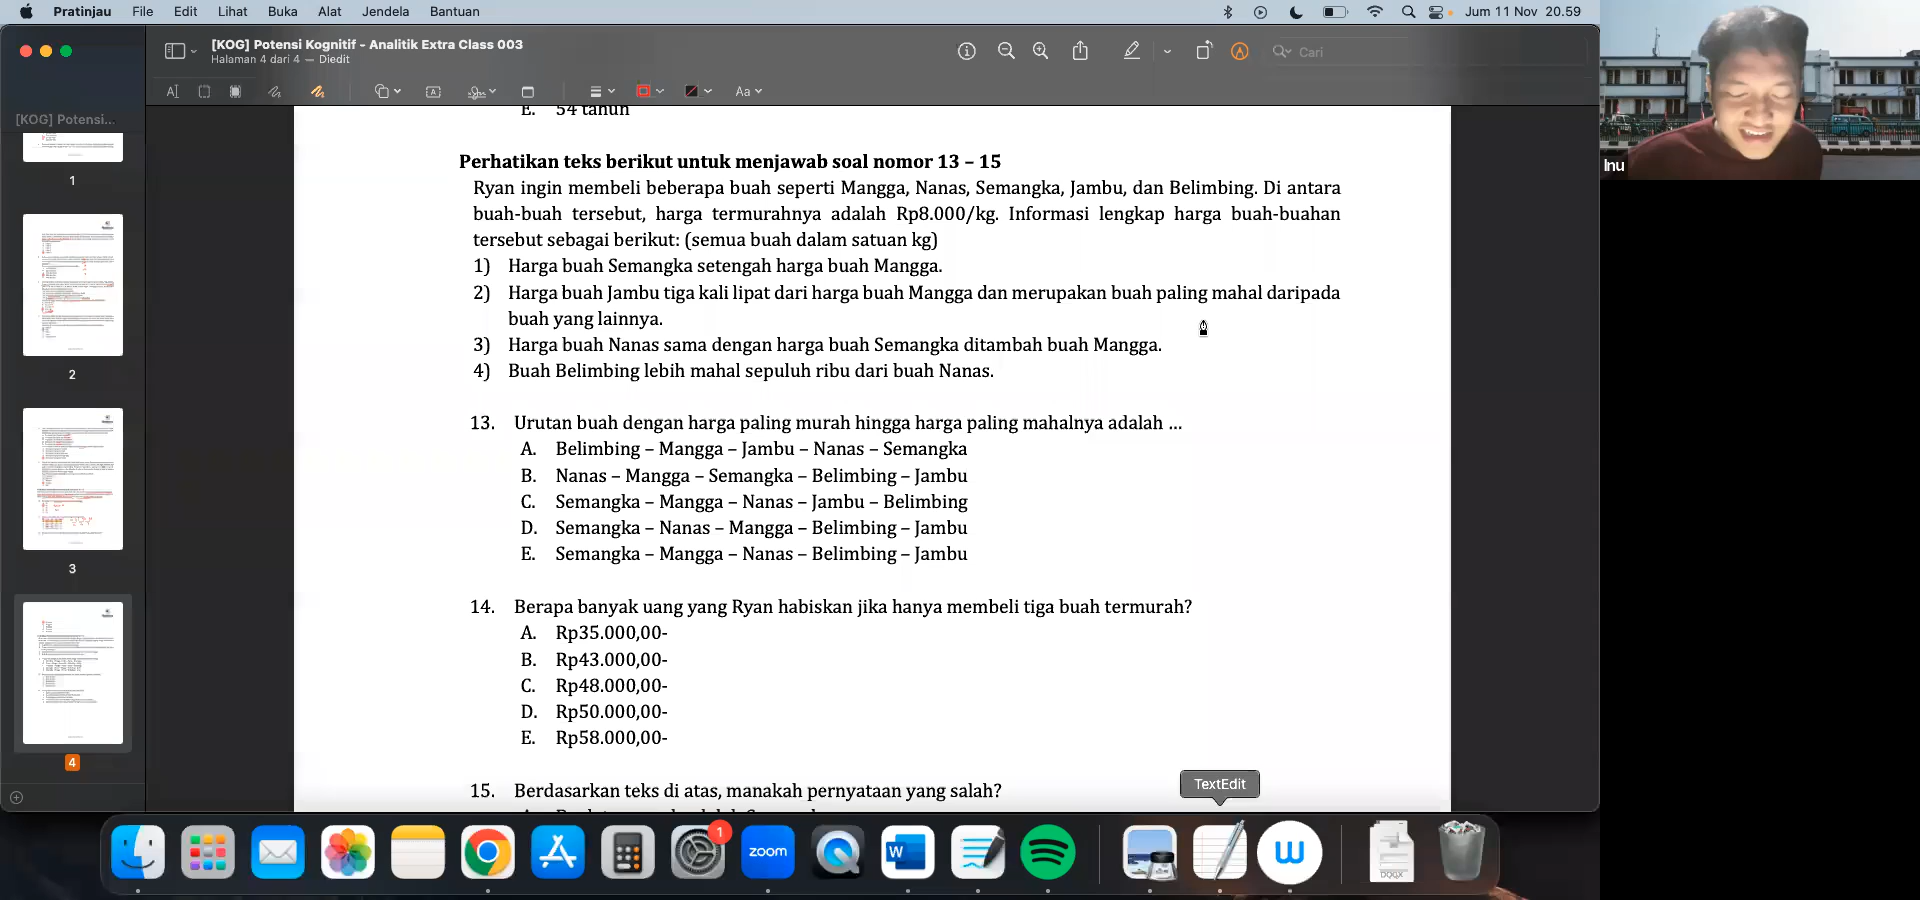 Pratinjau File Edit Lihat Buka Alat Jendela Bantuan Jum 11 Nov 20.59
[KOG] Potensi Kognitif - Analitik Extra Class 003
Halaman 4 dari 4 — Diedit
Cari
Aa
[KOG] Potensi...
1
2
3
4
E. 54 tahun
Perhatikan teks berikut untuk menjawab soal nomor 13 – 15
Ryan ingin membeli beberapa buah seperti Mangga, Nanas, Semangka, Jambu, dan Belimbing. Di antara
buah-buah tersebut, harga termurahnya adalah Rp8.000/kg. Informasi lengkap harga buah-buahan
tersebut sebagai berikut: (semua buah dalam satuan kg)
1) Harga buah Semangka setengah harga buah Mangga.
2) Harga buah Jambu tiga kali lipat dari harga buah Mangga dan merupakan buah paling mahal daripada
buah yang lainnya.
3) Harga buah Nanas sama dengan harga buah Semangka ditambah buah Mangga.
4) Buah Belimbing lebih mahal sepuluh ribu dari buah Nanas.
13. Urutan buah dengan harga paling murah hingga harga paling mahalnya adalah ...
A. Belimbing – Mangga – Jambu – Nanas – Semangka
B. Nanas – Mangga – Semangka – Belimbing – Jambu
C. Semangka – Mangga – Nanas – Jambu – Belimbing
D. Semangka – Nanas – Mangga – Belimbing – Jambu
E. Semangka – Mangga – Nanas – Belimbing – Jambu
14. Berapa banyak uang yang Ryan habiskan jika hanya membeli tiga buah termurah?
A. Rp35.000,00-
B. Rp43.000,00-
C. Rp48.000,00-
D. Rp50.000,00-
E. Rp58.000,00-
15. Berdasarkan teks di atas, manakah pernyataan yang salah?
TextEdit
1
zoom
W
DOCX
Inu